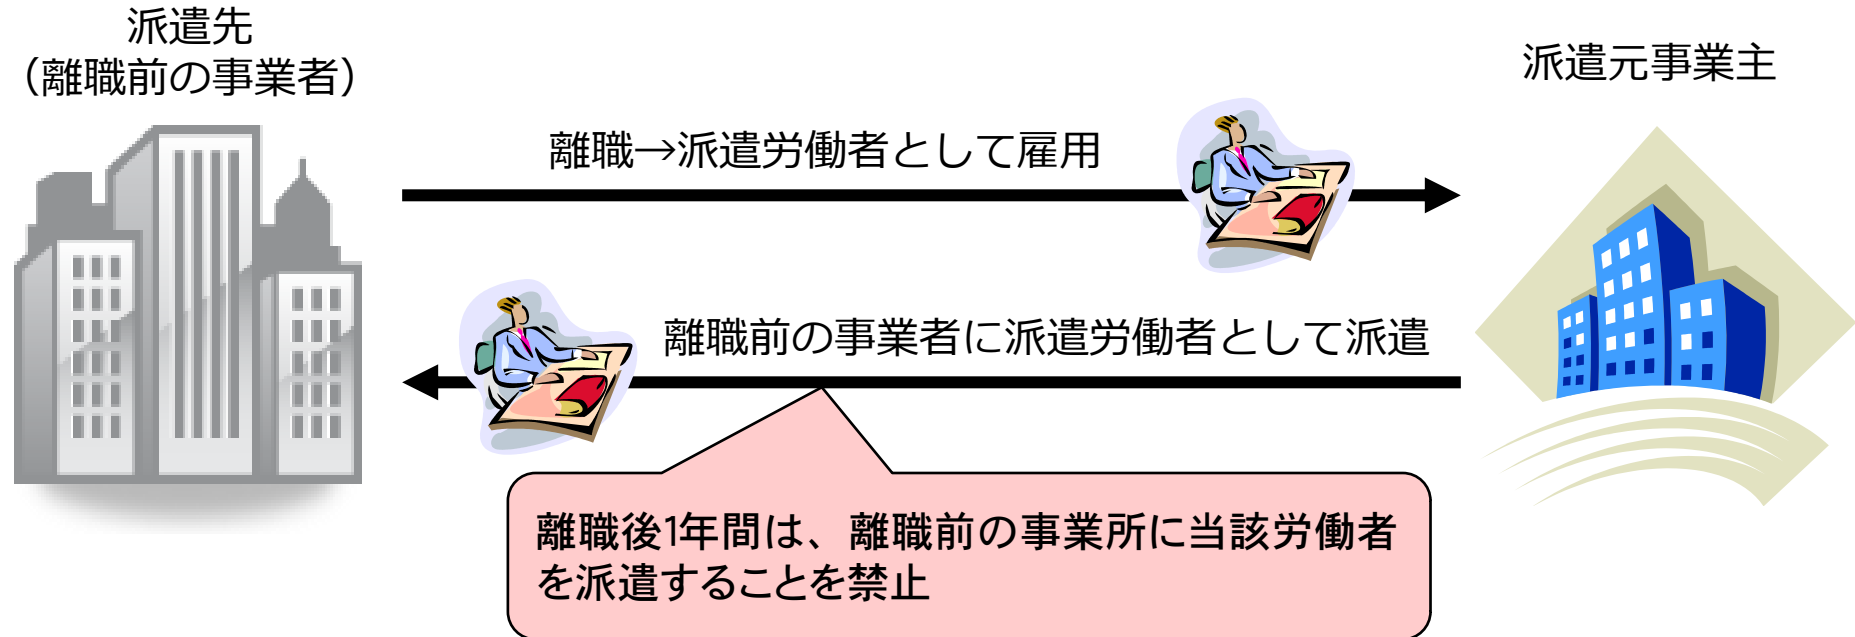 派遣先
（離職前の事業者）
派遣元事業主
離職→派遣労働者として雇用
離職前の事業者に派遣労働者として派遣
離職後1年間は、離職前の事業所に当該労働者
を派遣することを禁止